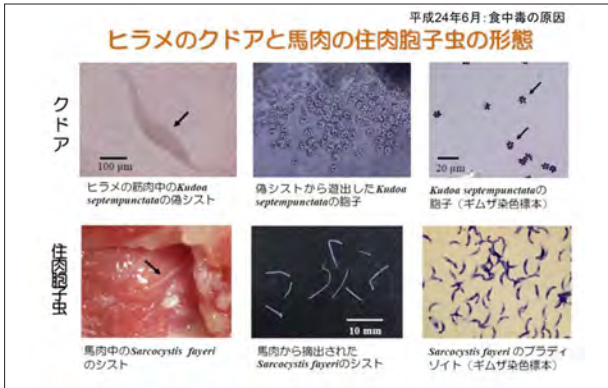 平成24年6月：食中毒の原因
ヒラメのクドアと馬肉の住肉胞子虫の形態
クドア
100 μm
20 μm
ヒラメの筋肉中のKudoa
septempunctataの偽シスト
偽シストから遊出したKudoa
septempunctataの胞子
Kudoa septempunctataの
胞子（ギムザ染色標本）
住肉胞子虫
10 mm
馬肉中のSarcocystis fayeri
のシスト
馬肉から摘出された
Sarcocystis fayeriのシスト
Sarcocystis fayeri のブラディ
ゾイト（ギムザ染色標本）